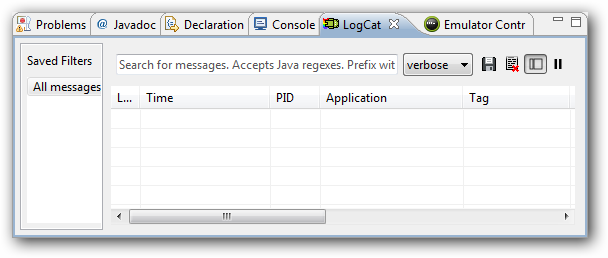 Problems @ Javadoc Declaration Console LogCat Emulator Contr
Saved Filters
All messages
Search for messages. Accepts Java regexes. Prefix wit verbose
L... Time PID Application Tag